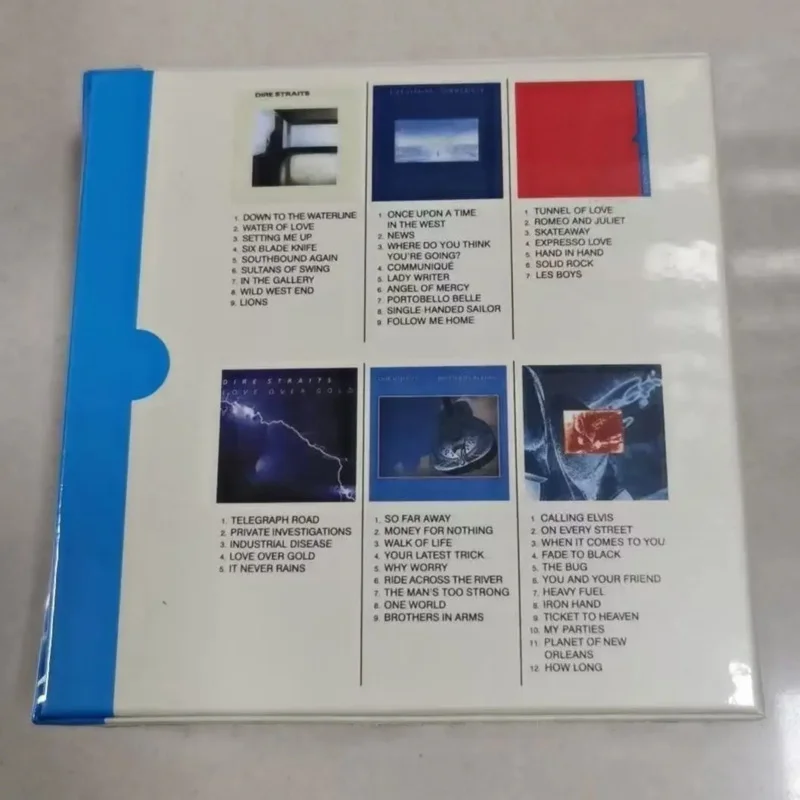 DIRE STRAITS
1. DOWN TO THE WATERLINE
2. WATER OF LOVE
3. SETTING ME UP
4. SIX BLADE KNIFE
5. SOUTHBOUND AGAIN
6. SULTANS OF SWING
7. IN THE GALLERY
8. WILD WEST END
9. LIONS
1. ONCE UPON A TIME
IN THE WEST
2. NEWS
3. WHERE DO YOU THINK
YOU'RE GOING?
4. COMMUNIQUÉ
5. LADY WRITER
6. ANGEL OF MERCY
7. PORTOBELLO BELLE
8. SINGLE-HANDED SAILOR
9. FOLLOW ME HOME
1. TUNNEL OF LOVE
2. ROMEO AND JULIET
3. SKATEAWAY
4. EXPRESSO LOVE
5. HAND IN HAND
6. SOLID ROCK
7. LES BOYS
DIRE STRAITS
LOVE OVER GOLD
1. TELEGRAPH ROAD
2. PRIVATE INVESTIGATIONS
3. INDUSTRIAL DISEASE
4. LOVE OVER GOLD
5. IT NEVER RAINS
1. SO FAR AWAY
2. MONEY FOR NOTHING
3. WALK OF LIFE
4. YOUR LATEST TRICK
5. WHY WORRY
6. RIDE ACROSS THE RIVER
7. THE MAN'S TOO STRONG
8. ONE WORLD
9. BROTHERS IN ARMS
1. CALLING ELVIS
2. ON EVERY STREET
3. WHEN IT COMES TO YOU
4. FADE TO BLACK
5. THE BUG
6. YOU AND YOUR FRIEND
7. HEAVY FUEL
8. IRON HAND
9. TICKET TO HEAVEN
10. MY PARTIES
11. PLANET OF NEW
ORLEANS
12. HOW LONG